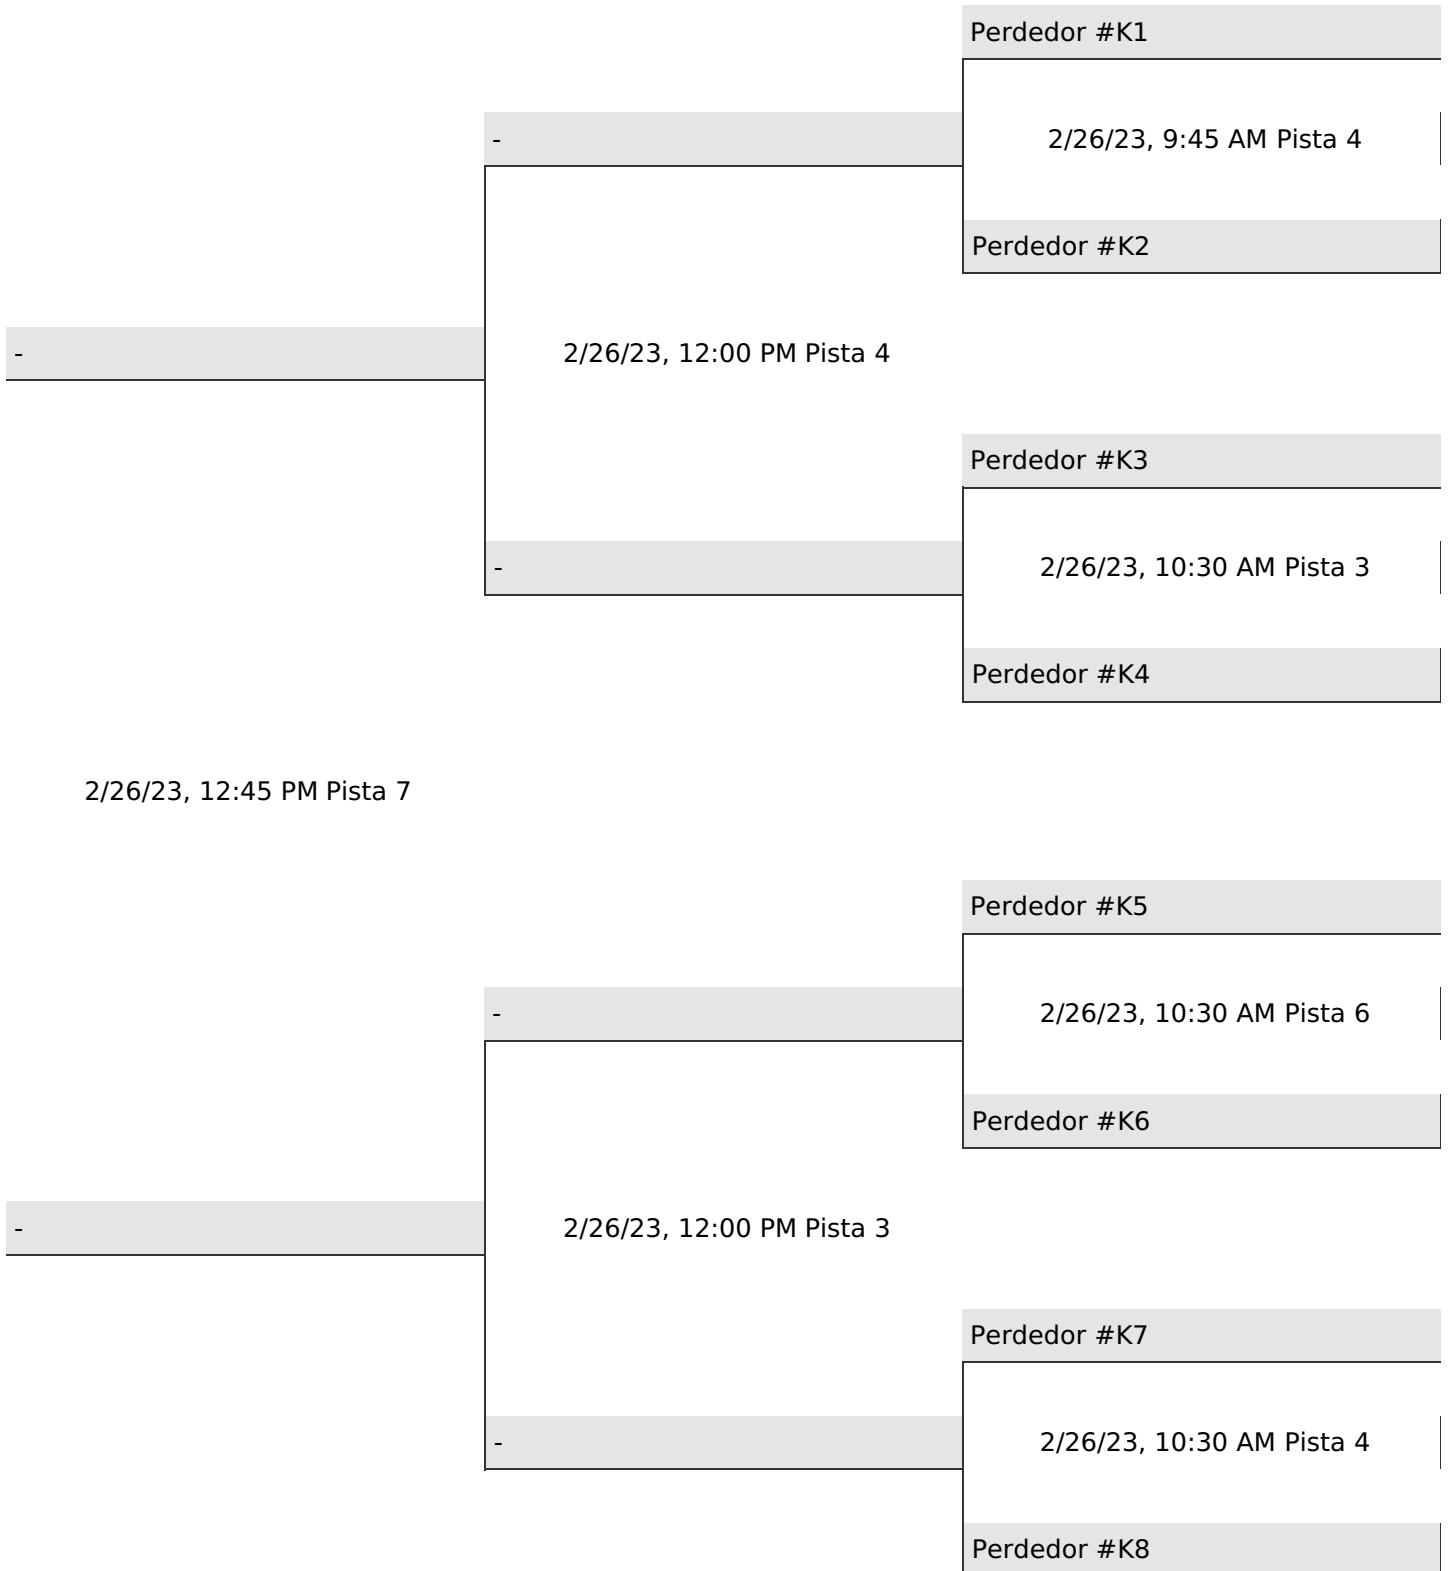 Perdedor #K1
-
2/26/23, 9:45 AM Pista 4
Perdedor #K2
-
2/26/23, 12:00 PM Pista 4
Perdedor #K3
-
2/26/23, 10:30 AM Pista 3
Perdedor #K4
2/26/23, 12:45 PM Pista 7
Perdedor #K5
-
2/26/23, 10:30 AM Pista 6
Perdedor #K6
-
2/26/23, 12:00 PM Pista 3
Perdedor #K7
-
2/26/23, 10:30 AM Pista 4
Perdedor #K8